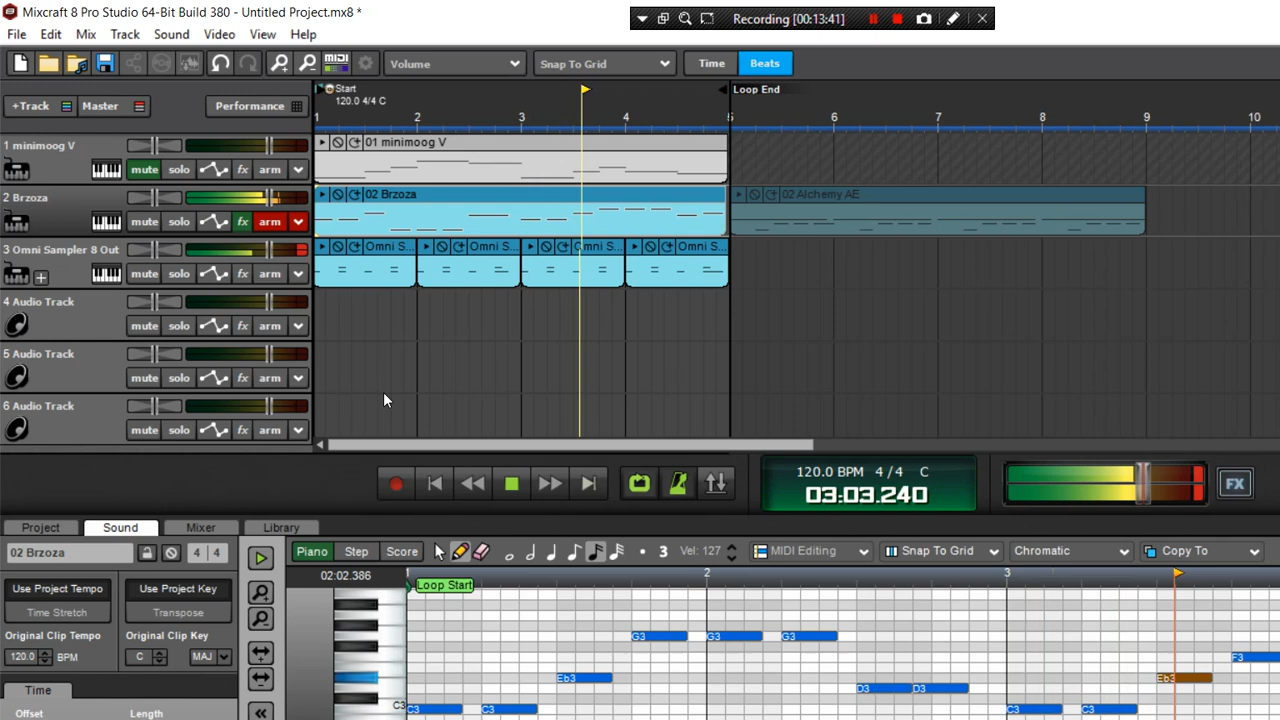 Mixcraft 8 Pro Studio 64-Bit Build 380 - Untitled Project.mx8 *
Recording [00:13:41]
File Edit Mix Track Sound Video View Help
MIDI Volume Snap To Grid Time Beats
+Track Master Performance
Start
120.0 4/4 C
Loop End
1 2 3 4 5 6 7 8 9 10
1 minimoog V
mute solo fx
01 minimoog V
2 Brzoza
mute solo fx arm
02 Brzoza
02 Alchemy AE
3 Omni Sampler 8 Out
mute solo fx arm
Omni S... Omni S... Omni S... Omni S...
4 Audio Track
mute solo fx arm
5 Audio Track
mute solo fx arm
6 Audio Track
mute solo fx arm
120.0 BPM 4/4 C
03:03.240
FX
Project Sound Mixer Library
02 Brzoza 4 4
Piano Step Score 3 Vel: 127 MIDI Editing Snap To Grid Chromatic Copy To
02:02.386
1 2 3
Loop Start
Use Project Tempo Use Project Key
Time Stretch Transpose
Original Clip Tempo Original Clip Key
120.0 BPM C MAJ
Time
Offset Length
G3 G3 G3
F3
Eb3 Eb3
D3 D3
C3 C3 C3 C3 C3